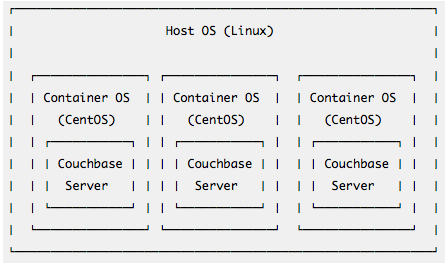 Host OS (Linux)
Container OS Container OS Container OS
(CentOS) (CentOS) (CentOS)
Couchbase Couchbase Couchbase
Server Server Server